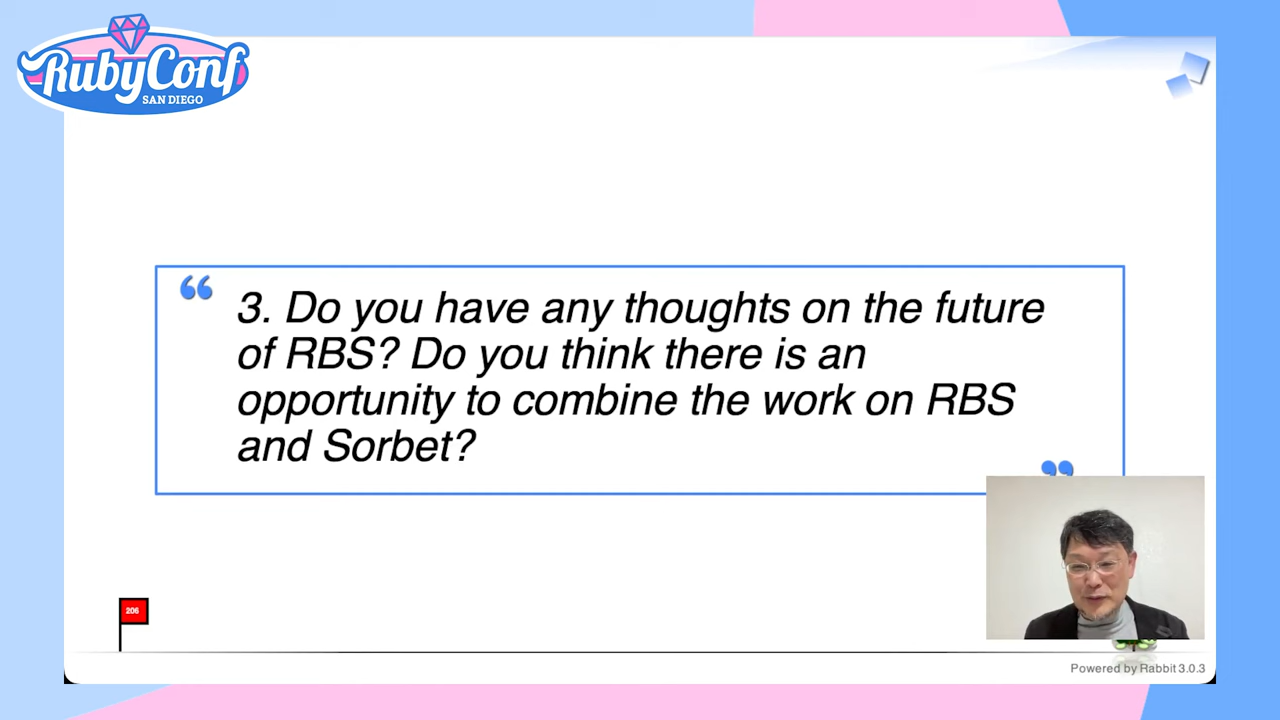 RubyConf
SAN DIEGO
“
3. Do you have any thoughts on the future
of RBS? Do you think there is an
opportunity to combine the work on RBS
and Sorbet?
”
206
Powered by Rabbit 3.0.3